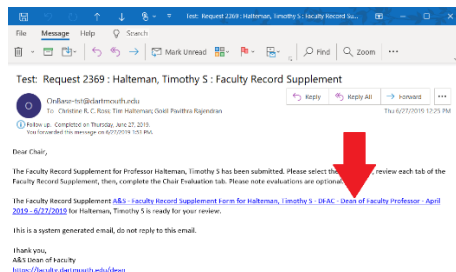 Test: Request 2369 : Halteman, Timothy S : Faculty Record Su...
File Message Help Search
Mark Unread Find Zoom
Test: Request 2369 : Halteman, Timothy S : Faculty Record Supplement
O OnBase-tst@dartmouth.edu Reply Reply All Forward
To Christine B. C. Ross; Tim Halteman; Gokil Pavithra Rajendran Thu 6/27/2019 12:25 PM
Follow up. Completed on Thursday, June 27, 2019.
You forwarded this message on 6/27/2019 1:55 PM.
Dear Chair,
The Faculty Record Supplement for Professor Halteman, Timothy S has been submitted. Please select the review each tab of the
Faculty Record Supplement, then, complete the Chair Evaluation tab. Please note evaluations are optional
The Faculty Record Supplement A&S - Faculty Record Supplement Form for Halteman, Timothy S - DFAC - Dean of Faculty Professor - April
2019 - 6/27/2019 for Halteman, Timothy S is ready for your review.
This is a system generated email, do not reply to this email.
Thank you,
A&S Dean of Faculty
https://faculty.dartmouth.edu/dean